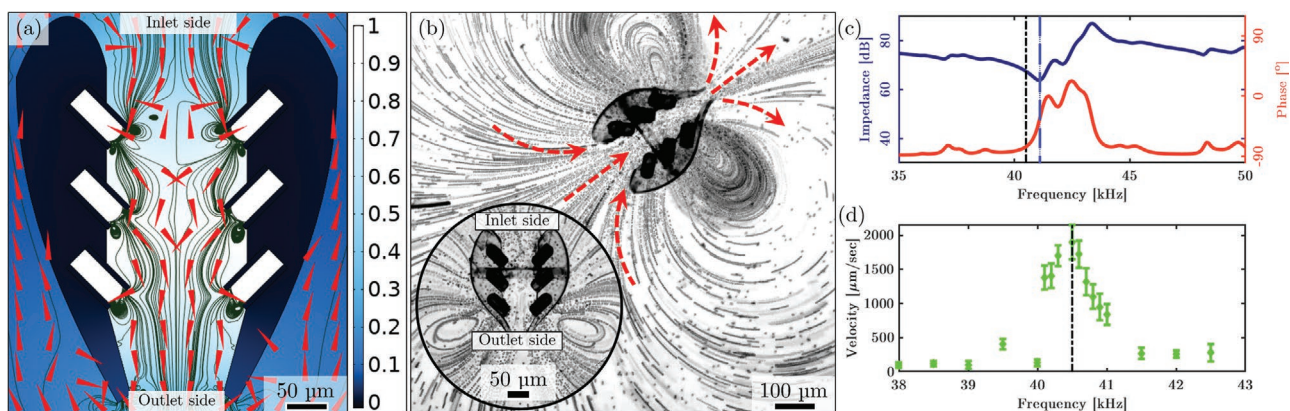 (a)
Inlet side
Outlet side
50 µm
1
0.9
0.8
0.7
0.6
0.5
0.4
0.3
0.2
0.1
0
(b)
Inlet side
Outlet side
50 µm
100 µm
(c)
Impedance [dB]
80
60
40
35 40 45 50
Frequency [kHz]
90
0
-90
Phase [°]
(d)
Velocity [µm/sec]
2000
1500
1000
500
0
38 39 40 41 42 43
Frequency [kHz]